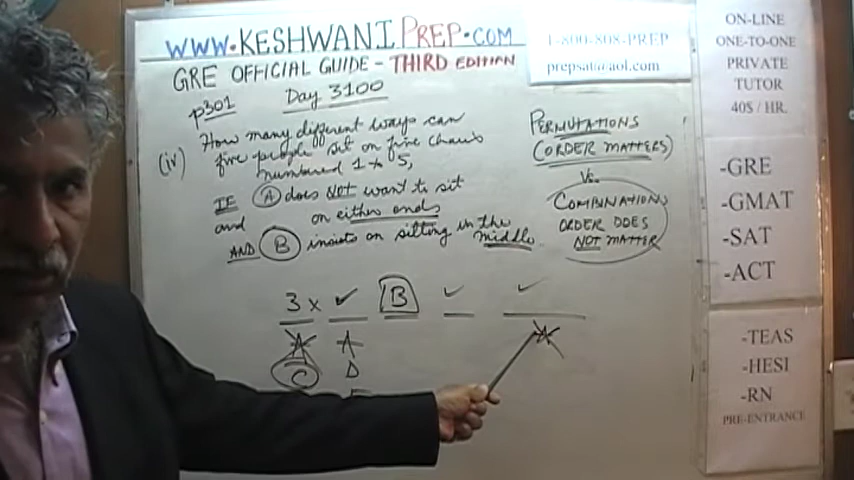 WWW.KESHWANIPREP.COM
1-800-808-PREP
prepsat@aol.com
GRE OFFICIAL GUIDE - THIRD EDITION
p301
Day 3100
(iv) How many different ways can
five people sit on five chairs
numbered 1 to 5,
IF A does NOT want to sit
on either ends
and
AND B insists on sitting in the middle
PERMUTATIONS
(ORDER MATTERS)
Vs.
COMBINATIONS
ORDER DOES
NOT MATTER
3 x ✓ B ✓ ✓
A A A
C D
ON-LINE
ONE-TO-ONE
PRIVATE
TUTOR
40$ / HR.
-GRE
-GMAT
-SAT
-ACT
-TEAS
-HESI
-RN
PRE-ENTRANCE